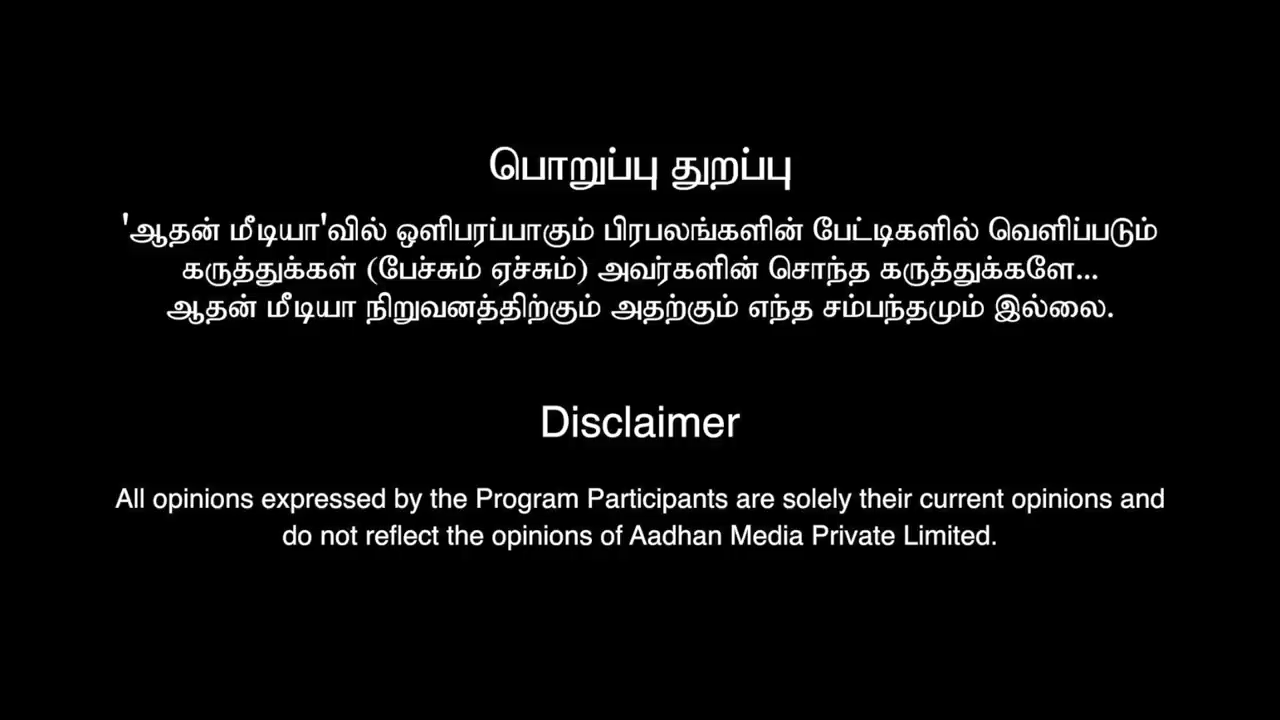 பொறுப்பு துறப்பு
'ஆதன் மீடியா'வில் ஒளிபரப்பாகும் பிரபலங்களின் பேட்டிகளில் வெளிப்படும்
கருத்துக்கள் (பேச்சும் ஏச்சும்) அவர்களின் சொந்த கருத்துக்களே...
ஆதன் மீடியா நிறுவனத்திற்கும் அதற்கும் எந்த சம்பந்தமும் இல்லை.
Disclaimer
All opinions expressed by the Program Participants are solely their current opinions and
do not reflect the opinions of Aadhan Media Private Limited.